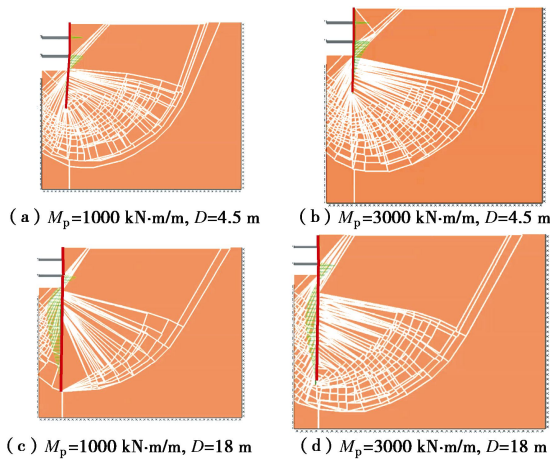 (a) Mp=1000 kN·m/m, D=4.5 m
(b) Mp=3000 kN·m/m, D=4.5 m
(c) Mp=1000 kN·m/m, D=18 m
(d) Mp=3000 kN·m/m, D=18 m